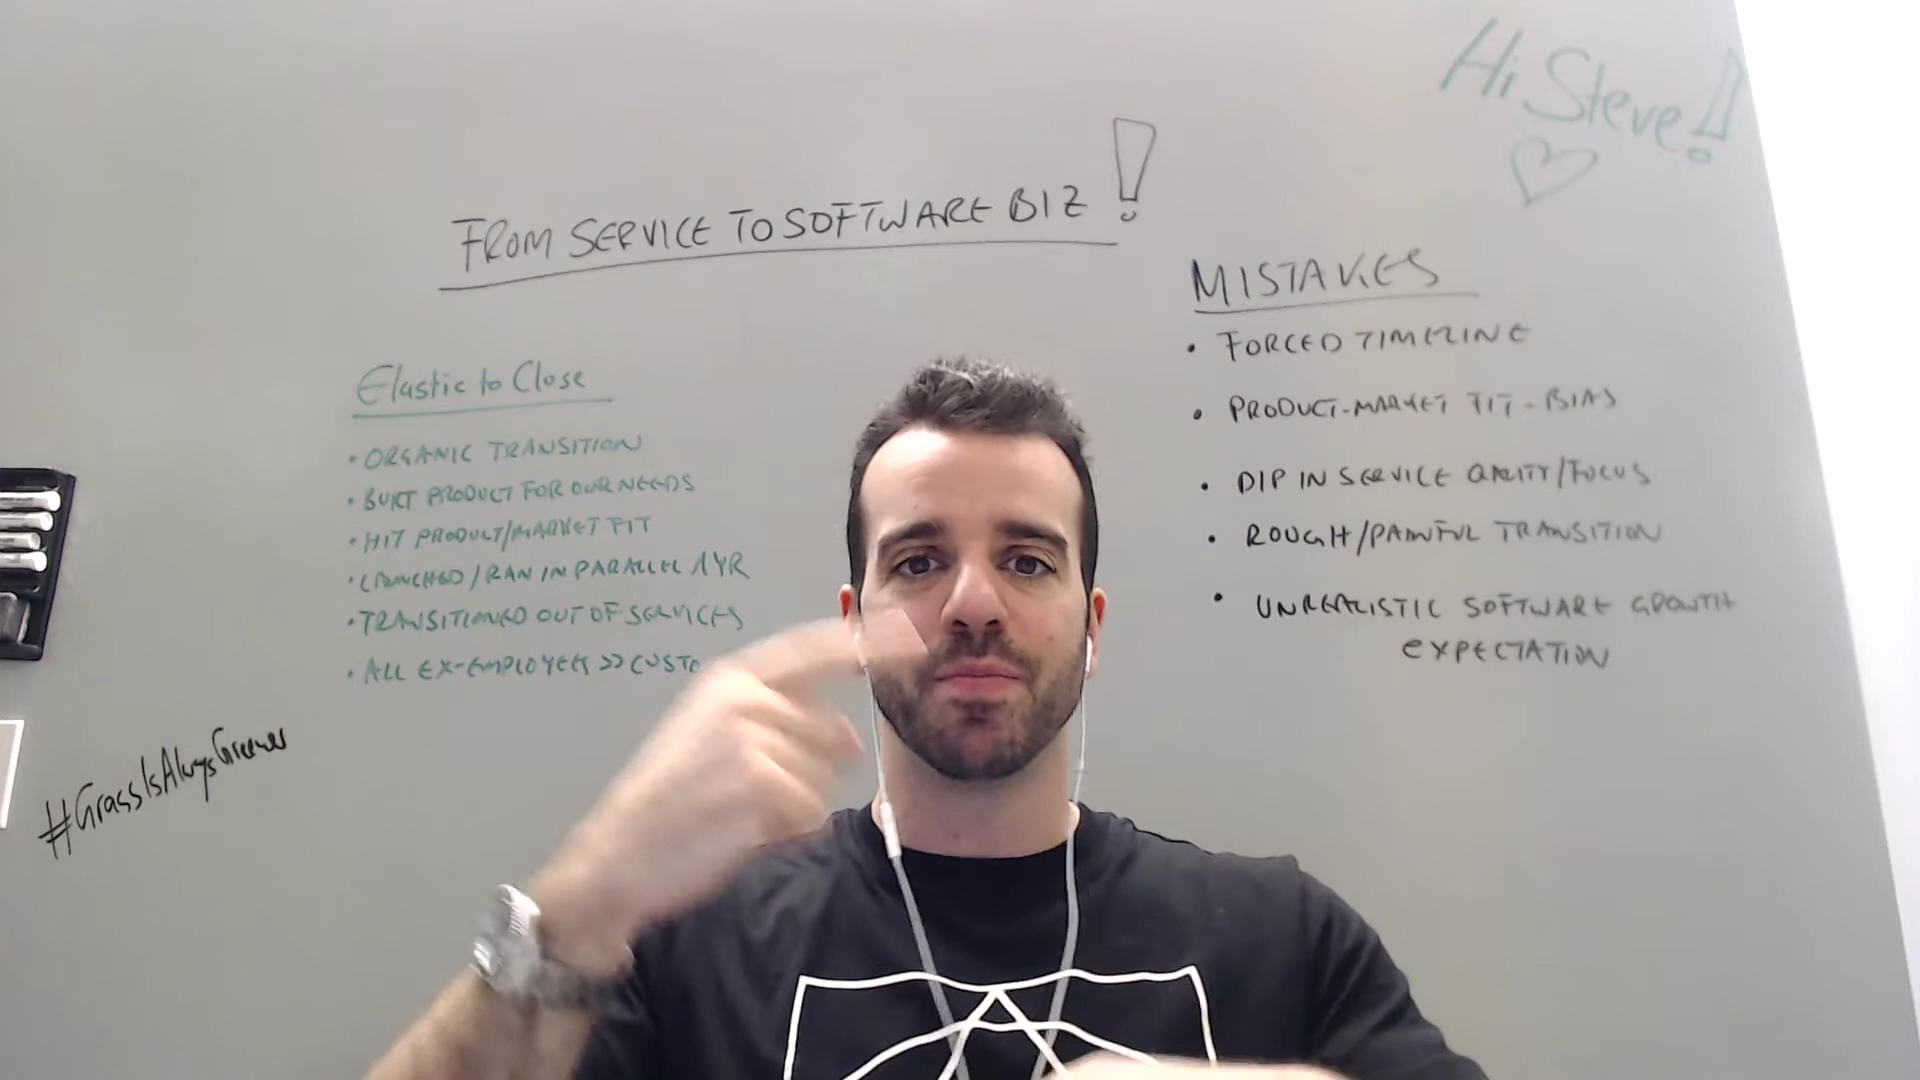 Hi Steve!
FROM SERVICE TO SOFTWARE BIZ!
Elastic to Close
• ORGANIC TRANSITION
• BUILT PRODUCT FOR OUR NEEDS
• HIT PRODUCT/MARKET FIT
• LAUNCHED / RAN IN PARALLEL 1YR
• TRANSITIONED OUT OF SERVICES
• ALL EX-EMPLOYEES >> CUSTO
#GrassIsAlwaysGreener
MISTAKES
• FORCED TIMELINE
• PRODUCT-MARKET FIT - BIAS
• DIP IN SERVICE QALITY/FOCUS
• ROUGH/PAINFUL TRANSITION
• UNREALISTIC SOFTWARE GROWTH
EXPECTATION